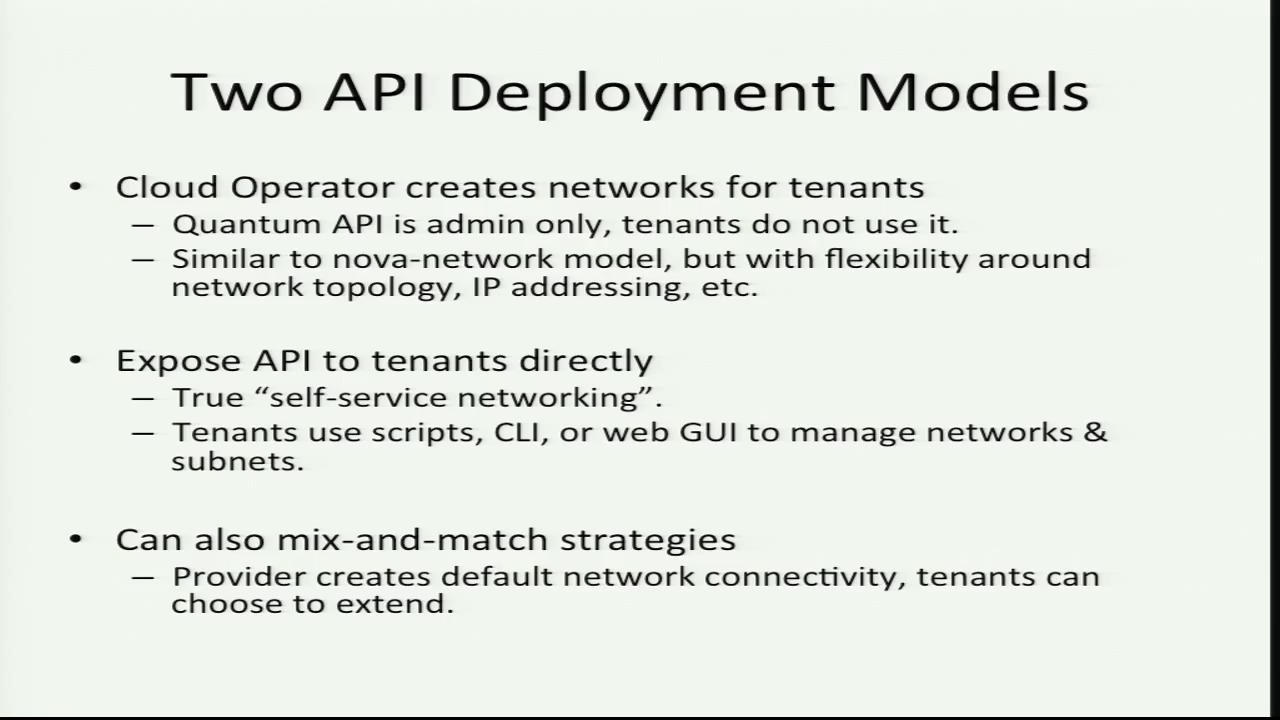 Two API Deployment Models
• Cloud Operator creates networks for tenants
— Quantum API is admin only, tenants do not use it.
— Similar to nova-network model, but with flexibility around
network topology, IP addressing, etc.
• Expose API to tenants directly
— True “self-service networking”.
— Tenants use scripts, CLI, or web GUI to manage networks &
subnets.
• Can also mix-and-match strategies
— Provider creates default network connectivity, tenants can
choose to extend.